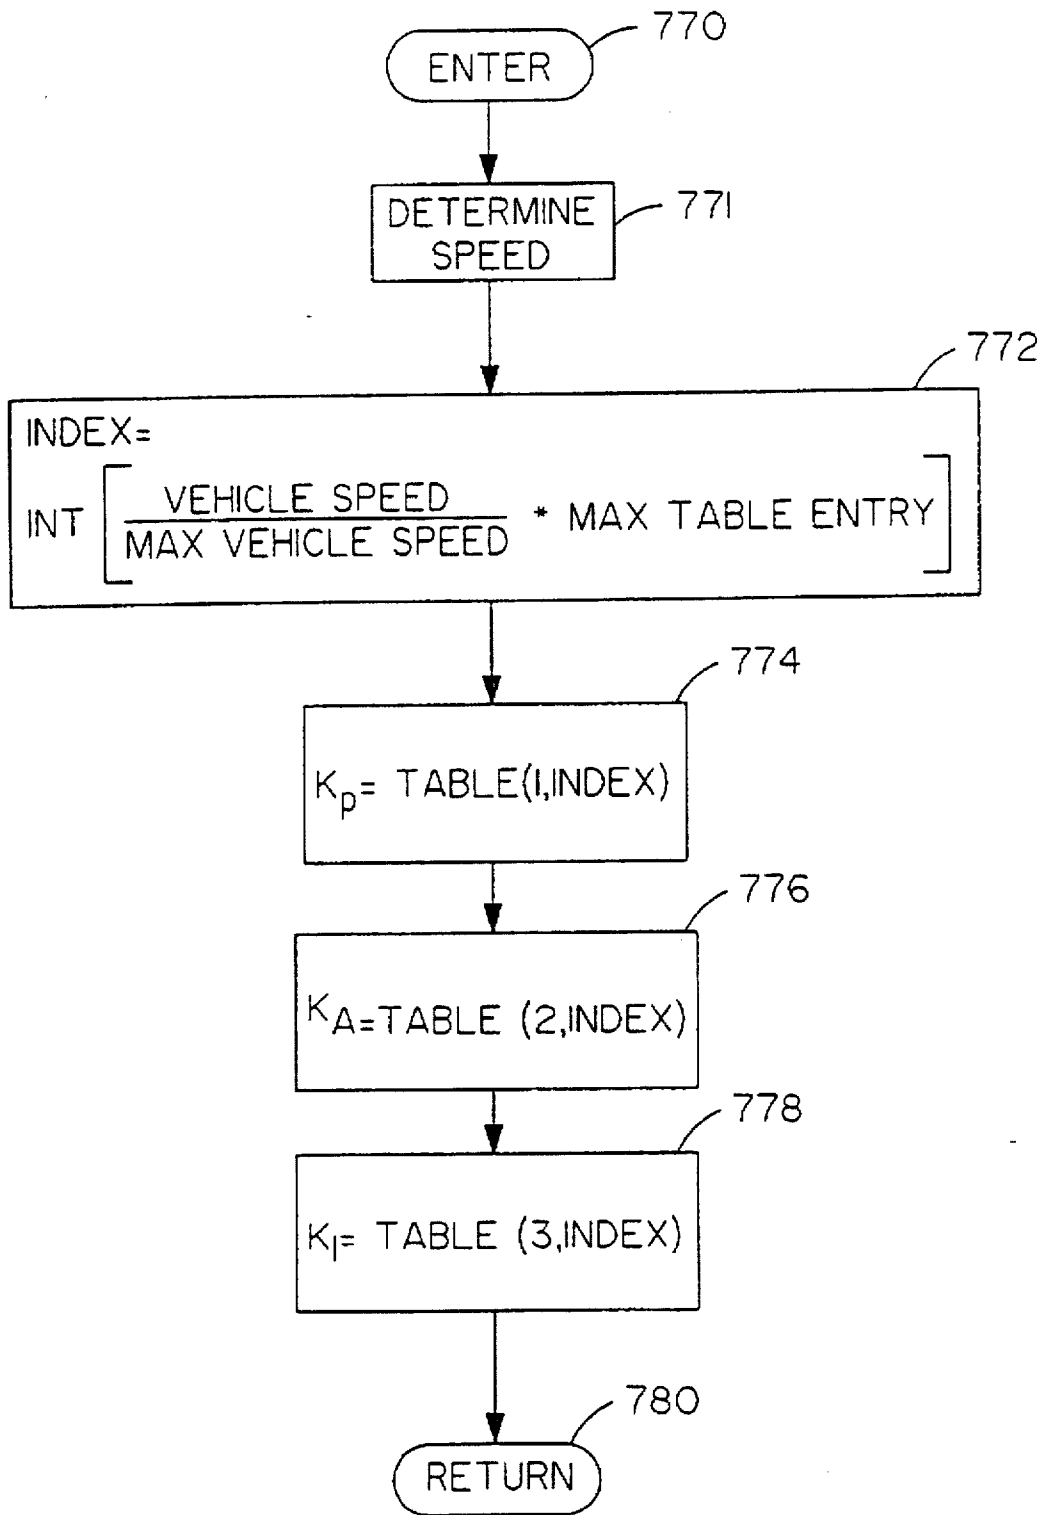 770
ENTER
771
DETERMINE
SPEED
772
INDEX=
INT [ VEHICLE SPEED / MAX VEHICLE SPEED * MAX TABLE ENTRY ]
774
Kp= TABLE(1,INDEX)
776
KA=TABLE (2,INDEX)
778
KI= TABLE (3,INDEX)
780
RETURN